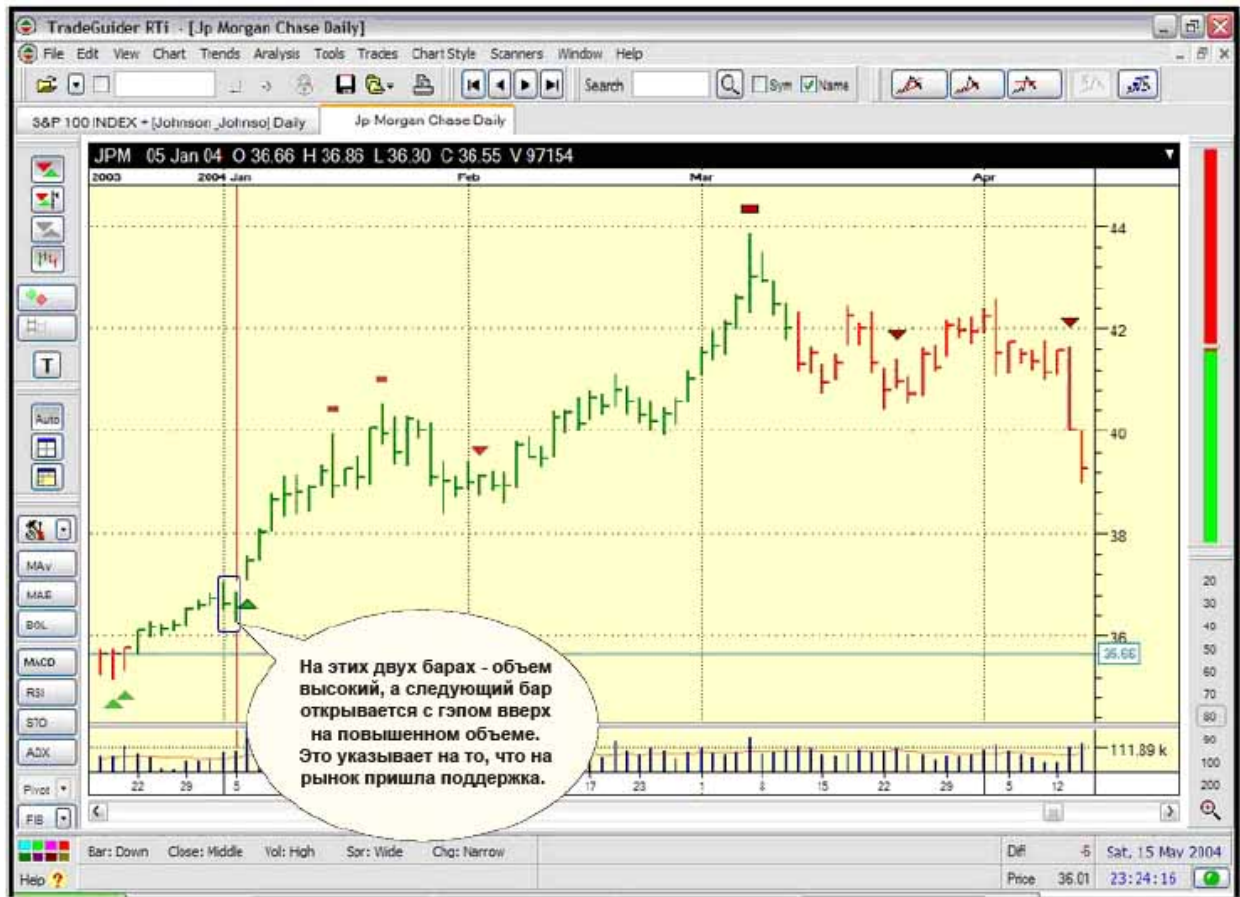 TradeGuider RTi - [Jp Morgan Chase Daily]
File Edit View Chart Trends Analysis Tools Trades Chart Style Scanners Window Help
Search Sym Name
S&P 100 INDEX + [Johnson_Johnso] Daily Jp Morgan Chase Daily
JPM 05 Jan 04 O 36.66 H 36.86 L 36.30 C 36.55 V 97154
2003 2004 Jan Feb Mar Apr
44
42
T
Auto
40
38
MAv
MAE
BOL
MACD
RSI
STO
ADX
Pivot
FIB
36
36.66
20
30
40
50
60
70
80
90
100
200
На этих двух барах - объем
высокий, а следующий бар
открывается с гэпом вверх
на повышенном объеме.
Это указывает на то, что на
рынок пришла поддержка.
111.89 k
22 29 5 17 23 1 8 15 22 29 5 12
Bar: Down Close: Middle Vol: High Spr: Wide Chg: Narrow Diff -6 Sat, 15 May 2004
Help ? Price 36.01 23:24:16